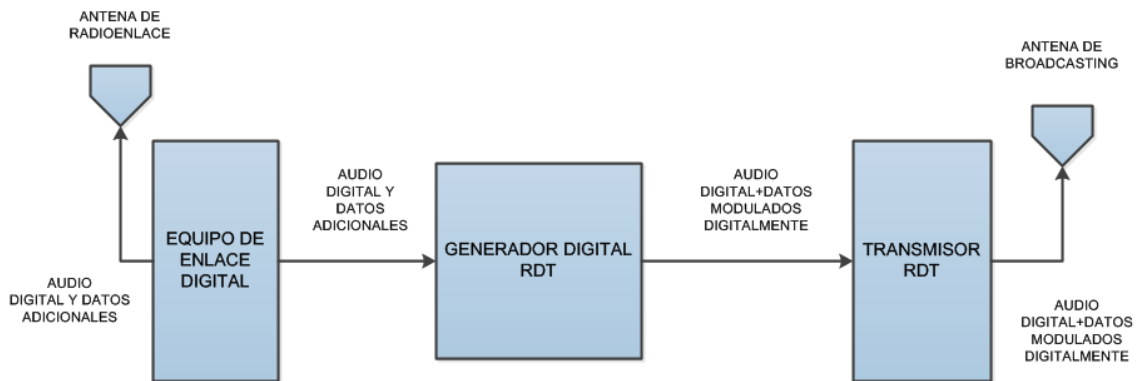 ANTENA DE
RADIOENLACE
ANTENA DE
BROADCASTING
AUDIO
DIGITAL Y
DATOS
ADICIONALES
AUDIO
DIGITAL+DATOS
MODULADOS
DIGITALMENTE
EQUIPO DE
ENLACE
DIGITAL
GENERADOR DIGITAL
RDT
TRANSMISOR
RDT
AUDIO
DIGITAL Y DATOS
ADICIONALES
AUDIO
DIGITAL+DATOS
MODULADOS
DIGITALMENTE